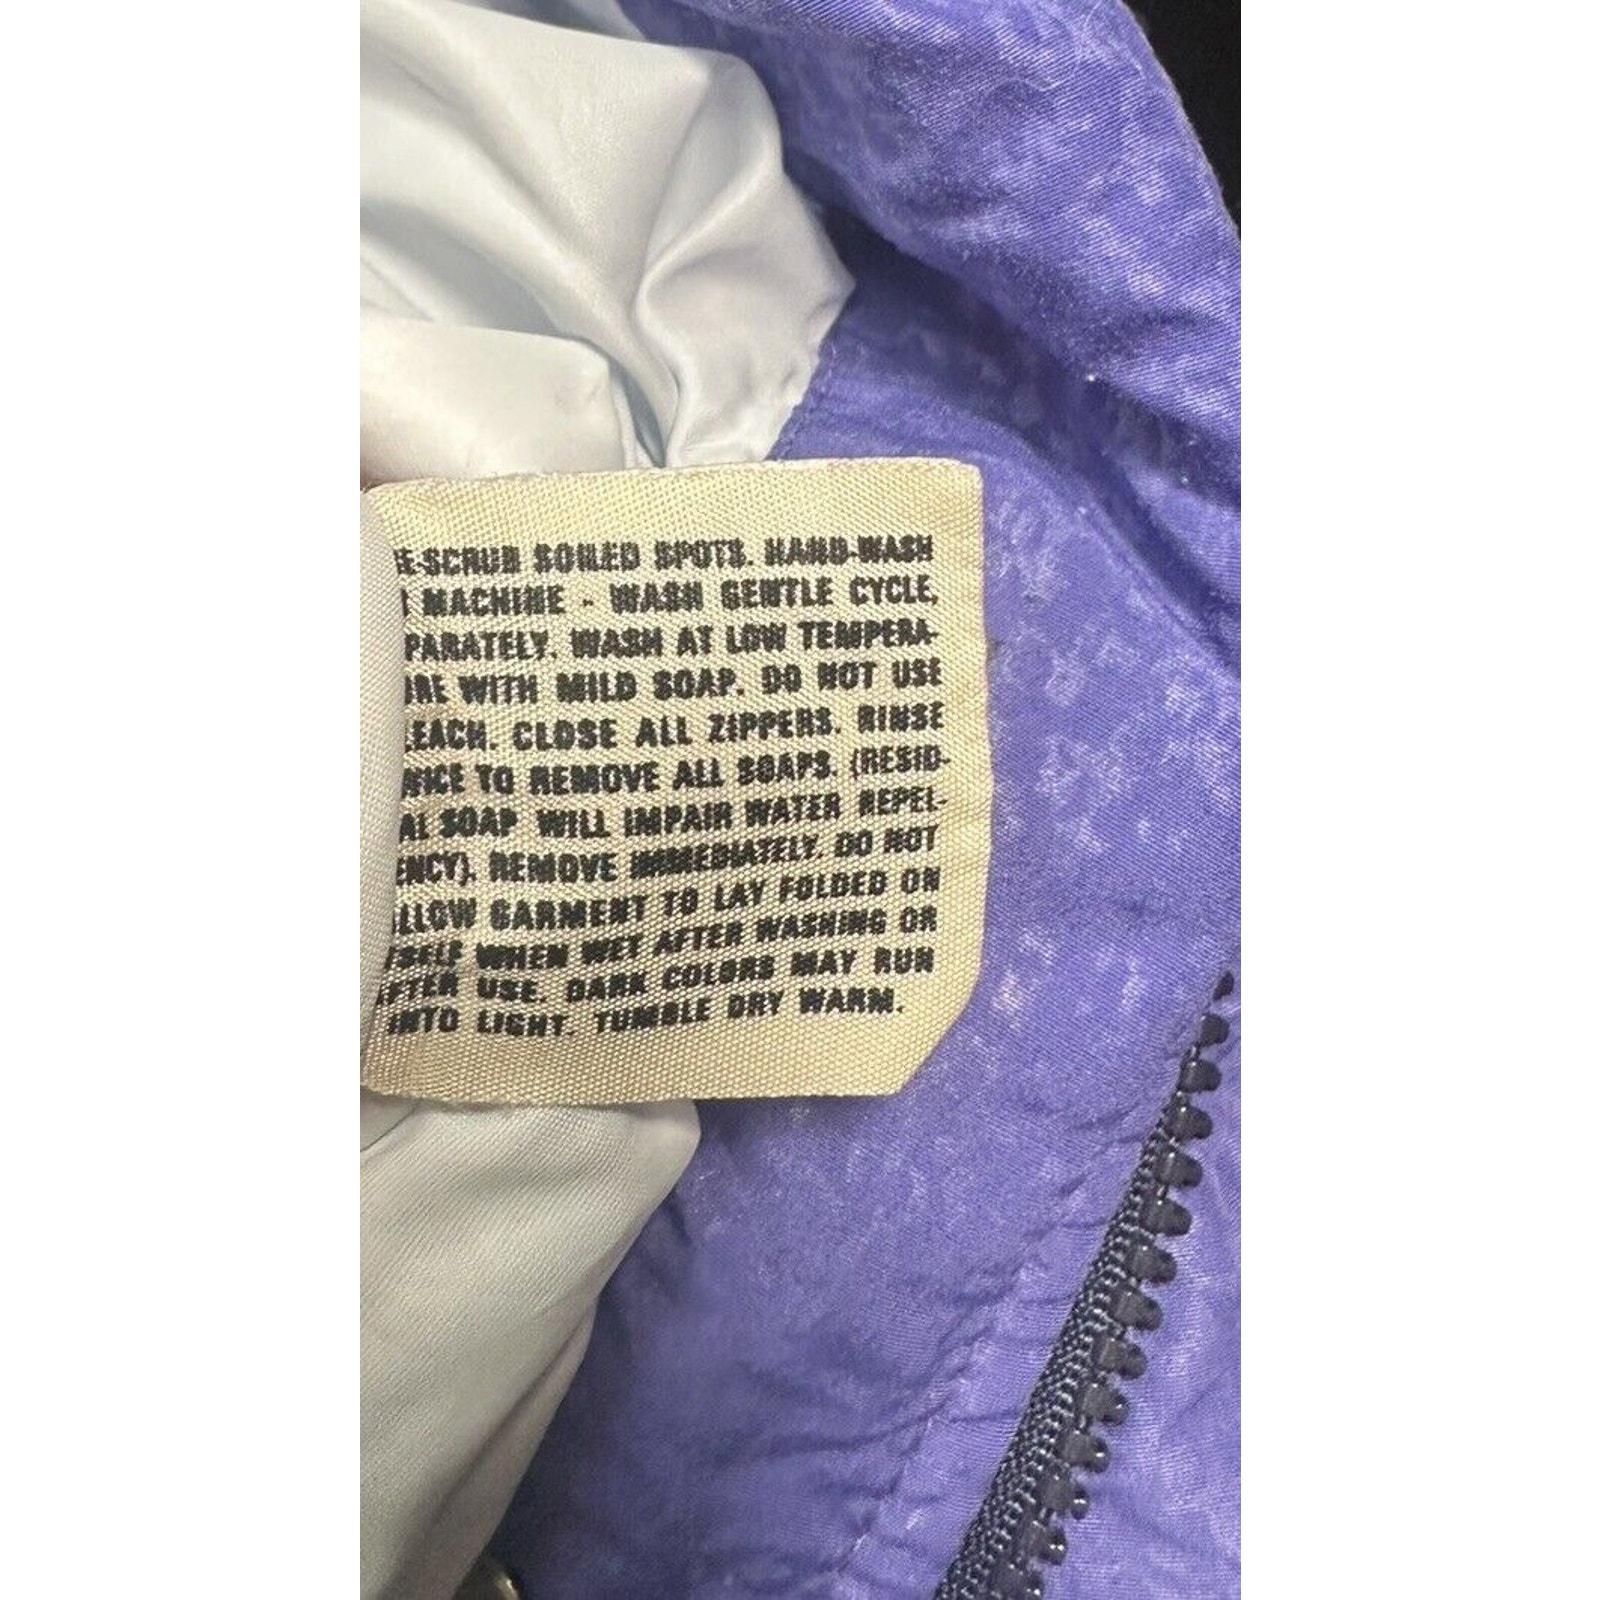 E-SCRUB SOILED SPOTS. HAND-WASH
MACHINE - WASH GENTLE CYCLE,
PARATELY. WASH AT LOW TEMPERA-
URE WITH MILD SOAP. DO NOT USE
LEACH. CLOSE ALL ZIPPERS. RINSE
WICE TO REMOVE ALL SOAPS. (RESID-
AL SOAP WILL IMPAIR WATER REPEL-
ENCY). REMOVE IMMEDIATELY. DO NOT
LLOW GARMENT TO LAY FOLDED ON
TSELF WHEN WET AFTER WASHING OR
AFTER USE. DARK COLORS MAY RUN
INTO LIGHT. TUMBLE DRY WARM.